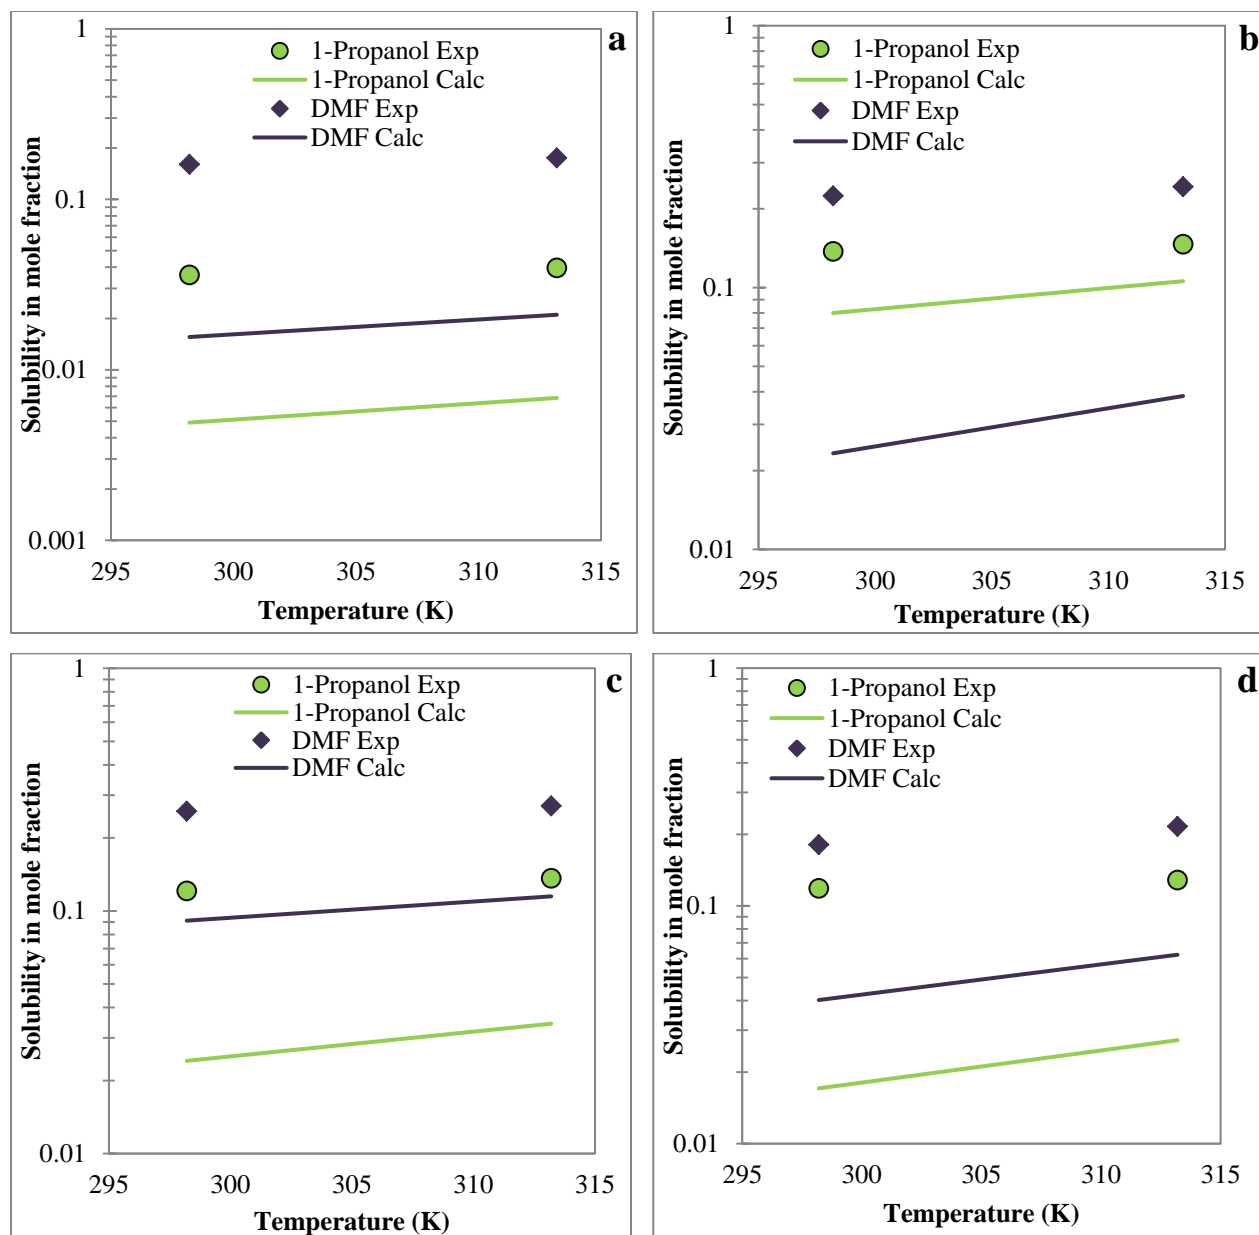 a
1-Propanol Exp
1-Propanol Calc
DMF Exp
DMF Calc
1
0.1
0.01
0.001
Solubility in mole fraction
295 300 305 310 315
Temperature (K)
b
1-Propanol Exp
1-Propanol Calc
DMF Exp
DMF Calc
1
0.1
0.01
Solubility in mole fraction
295 300 305 310 315
Temperature (K)
c
1-Propanol Exp
1-Propanol Calc
DMF Exp
DMF Calc
1
0.1
0.01
Solubility in mole fraction
295 300 305 310 315
Temperature (K)
d
1-Propanol Exp
1-Propanol Calc
DMF Exp
DMF Calc
1
0.1
0.01
Solubility in mole fraction
295 300 305 310 315
Temperature (K)